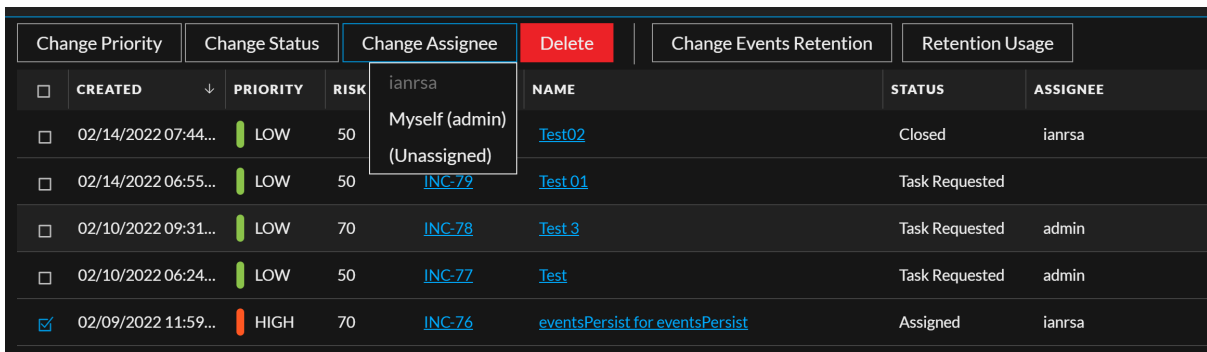 Change Priority Change Status Change Assignee Delete Change Events Retention Retention Usage
ianrsa
Myself (admin)
(Unassigned)
CREATED ↓ PRIORITY RISK NAME STATUS ASSIGNEE
02/14/2022 07:44... LOW 50 Test02 Closed ianrsa
02/14/2022 06:55... LOW 50 INC-79 Test 01 Task Requested
02/10/2022 09:31... LOW 70 INC-78 Test 3 Task Requested admin
02/10/2022 06:24... LOW 50 INC-77 Test Task Requested admin
02/09/2022 11:59... HIGH 70 INC-76 eventsPersist for eventsPersist Assigned ianrsa